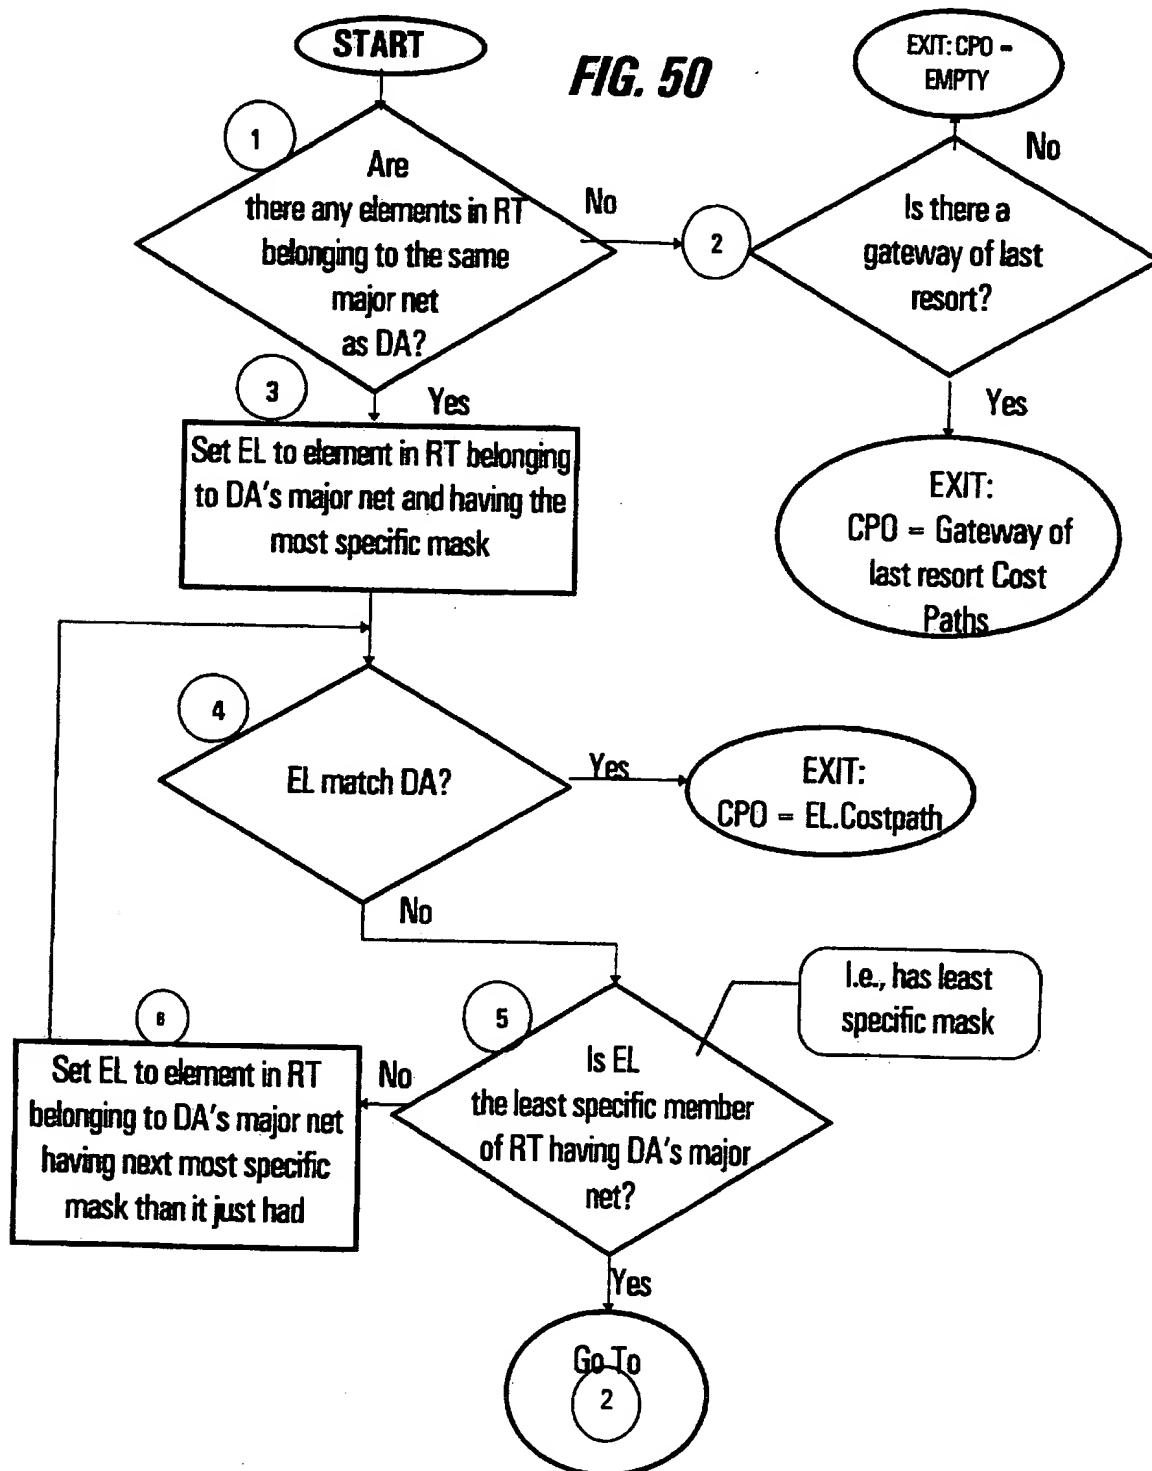 START
FIG. 50
EXIT: CPO =
EMPTY
1
Are
there any elements in RT
belonging to the same
major net
as DA?
No
2
No
Is there a
gateway of last
resort?
Yes
EXIT:
CPO = Gateway of
last resort Cost
Paths
3
Yes
Set EL to element in RT belonging
to DA's major net and having the
most specific mask
4
EL match DA?
Yes
EXIT:
CPO = EL.Costpath
No
I.e., has least
specific mask
5
Is EL
the least specific member
of RT having DA's major
net?
No
6
Set EL to element in RT
belonging to DA's major net
having next most specific
mask than it just had
Yes
Go To
2